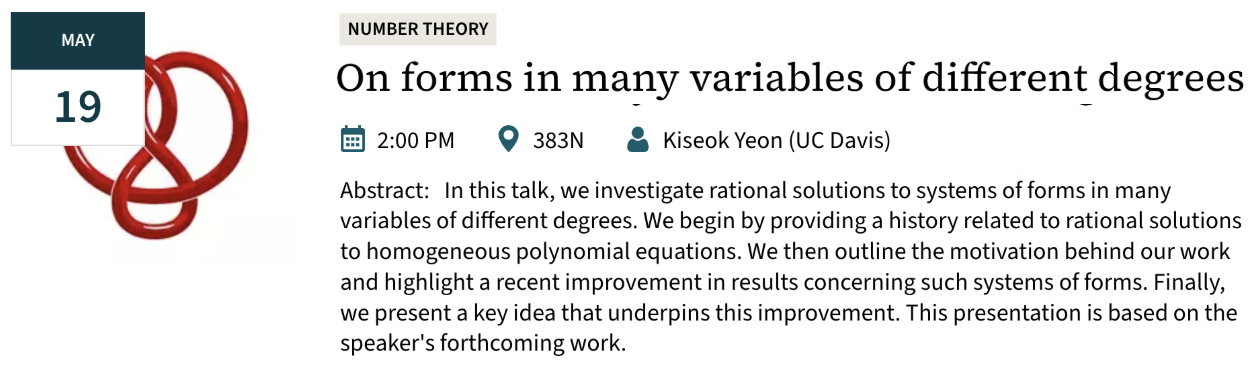 MAY
19
NUMBER THEORY
On forms in many variables of different degrees
2:00 PM 383N Kiseok Yeon (UC Davis)
Abstract: In this talk, we investigate rational solutions to systems of forms in many
variables of different degrees. We begin by providing a history related to rational solutions
to homogeneous polynomial equations. We then outline the motivation behind our work
and highlight a recent improvement in results concerning such systems of forms. Finally,
we present a key idea that underpins this improvement. This presentation is based on the
speaker's forthcoming work.